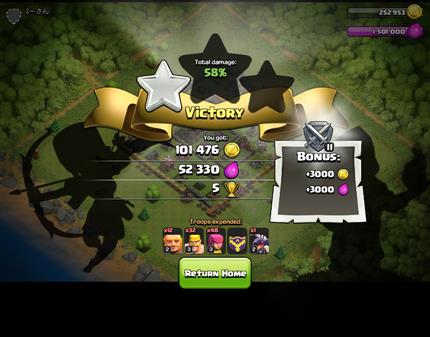 252 953
1 501 000
Total damage:
58%
Victory
You got:
101 476
52 330
5
II
Bonus:
+3000
+3000
Troops expended:
x12 x32 x48 x1
Return Home